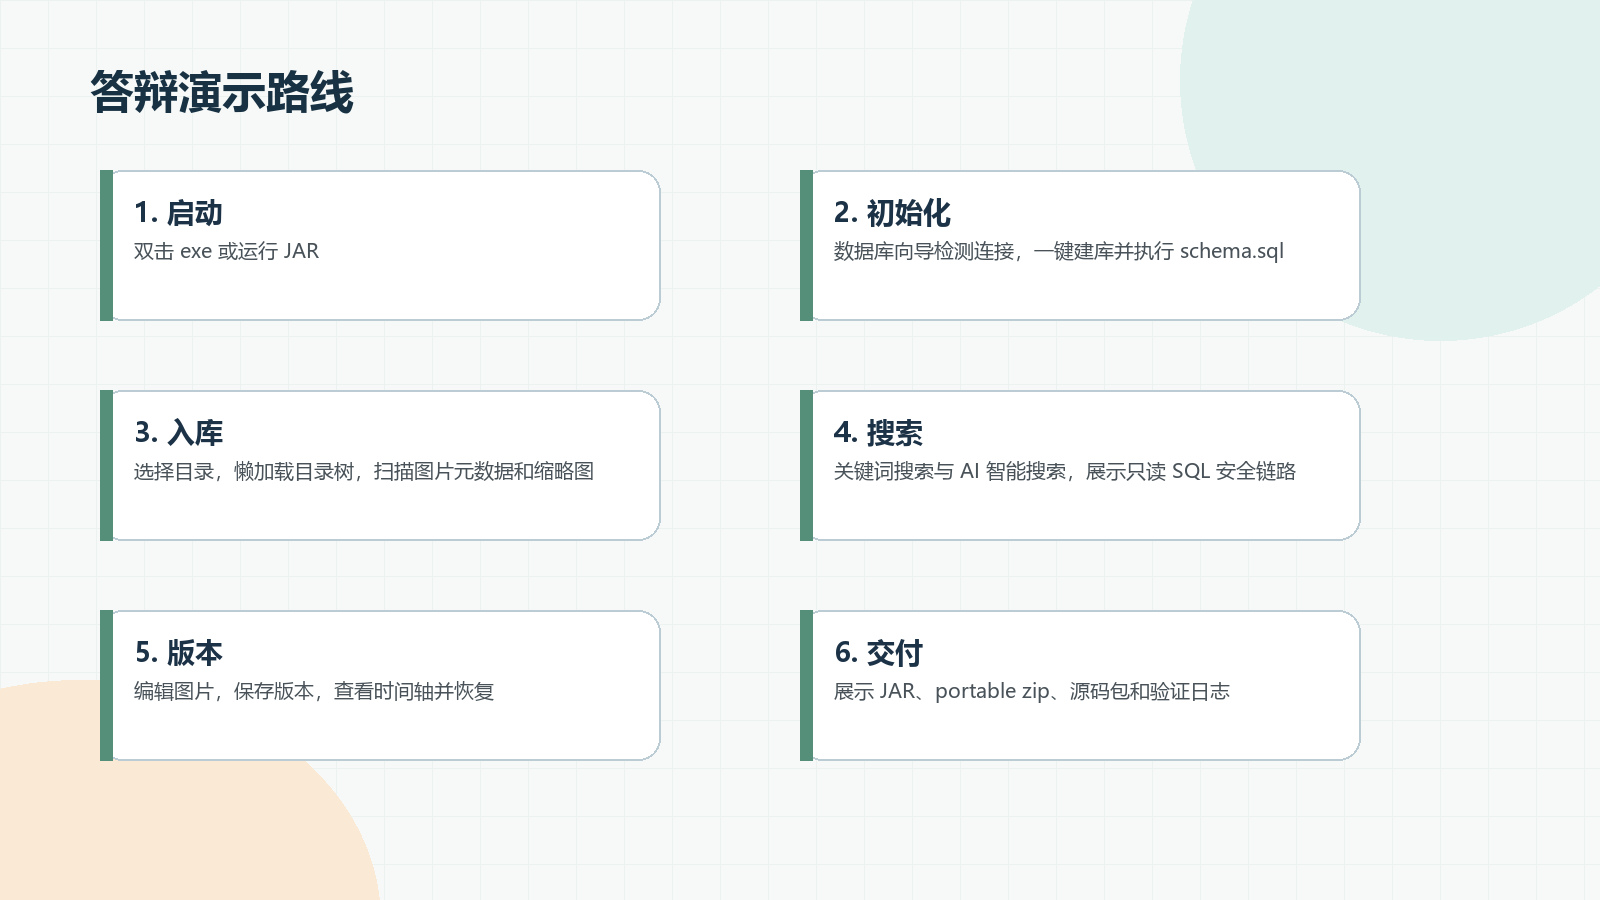 答辩演示路线
1. 启动
双击 exe 或运行 JAR
2. 初始化
数据库向导检测连接，一键建库并执行 schema.sql
3. 入库
选择目录，懒加载目录树，扫描图片元数据和缩略图
4. 搜索
关键词搜索与 AI 智能搜索，展示只读 SQL 安全链路
5. 版本
编辑图片，保存版本，查看时间轴并恢复
6. 交付
展示 JAR、portable zip、源码包和验证日志